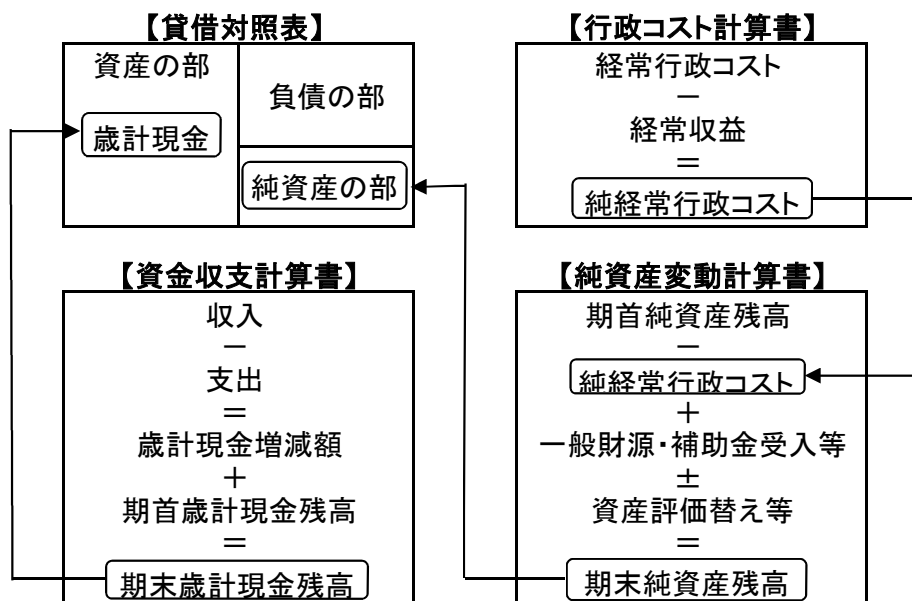 【貸借対照表】
資産の部
歳計現金
負債の部
純資産の部
【行政コスト計算書】
経常行政コスト
－
経常収益
＝
純経常行政コスト
【資金収支計算書】
収入
－
支出
＝
歳計現金増減額
＋
期首歳計現金残高
＝
期末歳計現金残高
【純資産変動計算書】
期首純資産残高
－
純経常行政コスト
＋
一般財源・補助金受入等
±
資産評価替え等
＝
期末純資産残高